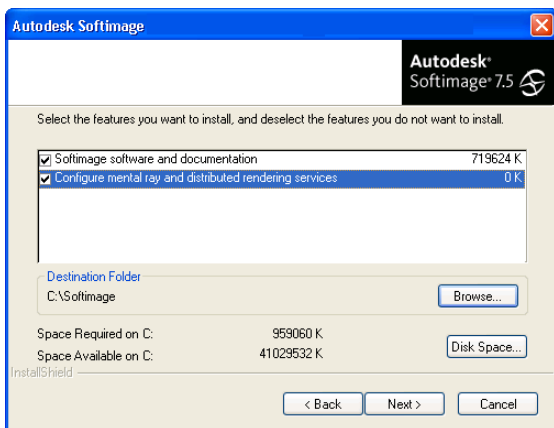 Autodesk Softimage
Autodesk®
Softimage® 7.5
Select the features you want to install, and deselect the features you do not want to install.
Softimage software and documentation 719624 K
Configure mental ray and distributed rendering services 0 K
Destination Folder
C:\Softimage
Browse...
Space Required on C: 959060 K
Space Available on C: 41029532 K
Disk Space...
InstallShield
< Back Next > Cancel